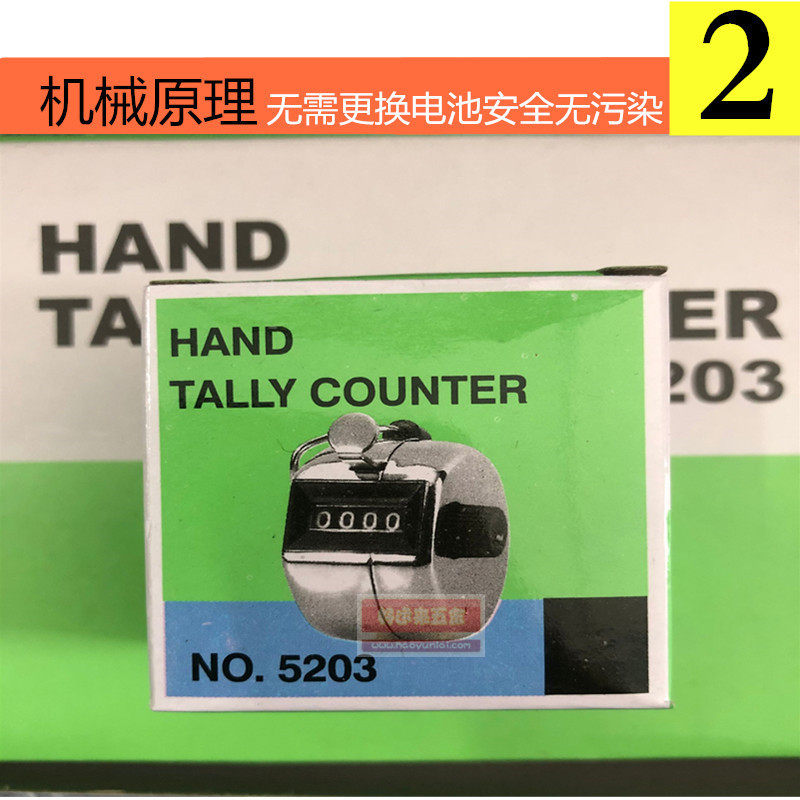 机械原理 无需更换电池安全无污染 2
HAND
TA ER
203
HAND
TALLY COUNTER
0000
NO. 5203